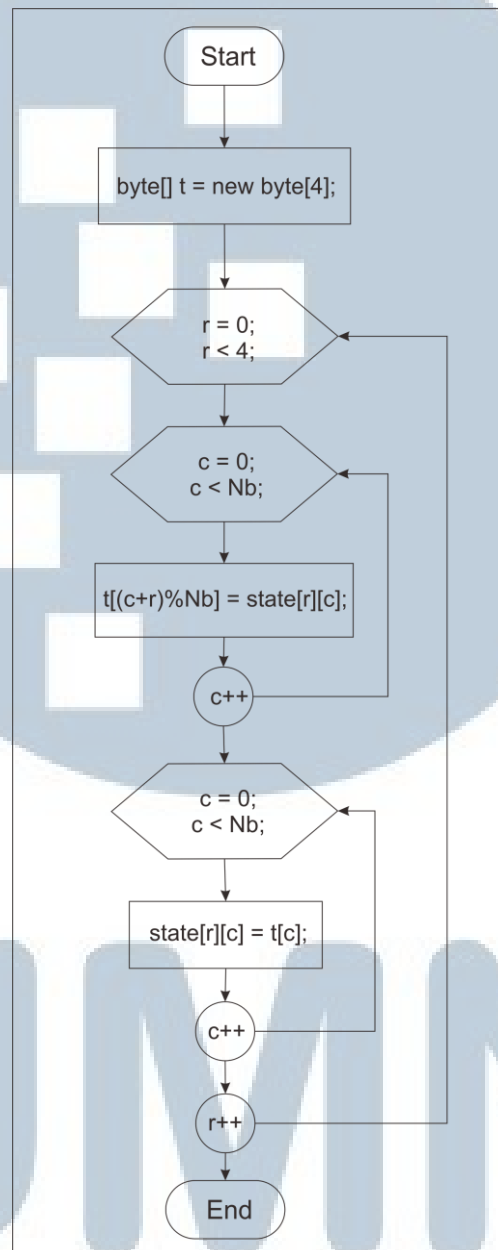 Start
byte[] t = new byte[4];
r = 0;
r < 4;
c = 0;
c < Nb;
t[(c+r)%Nb] = state[r][c];
c++
c = 0;
c < Nb;
state[r][c] = t[c];
c++
r++
End